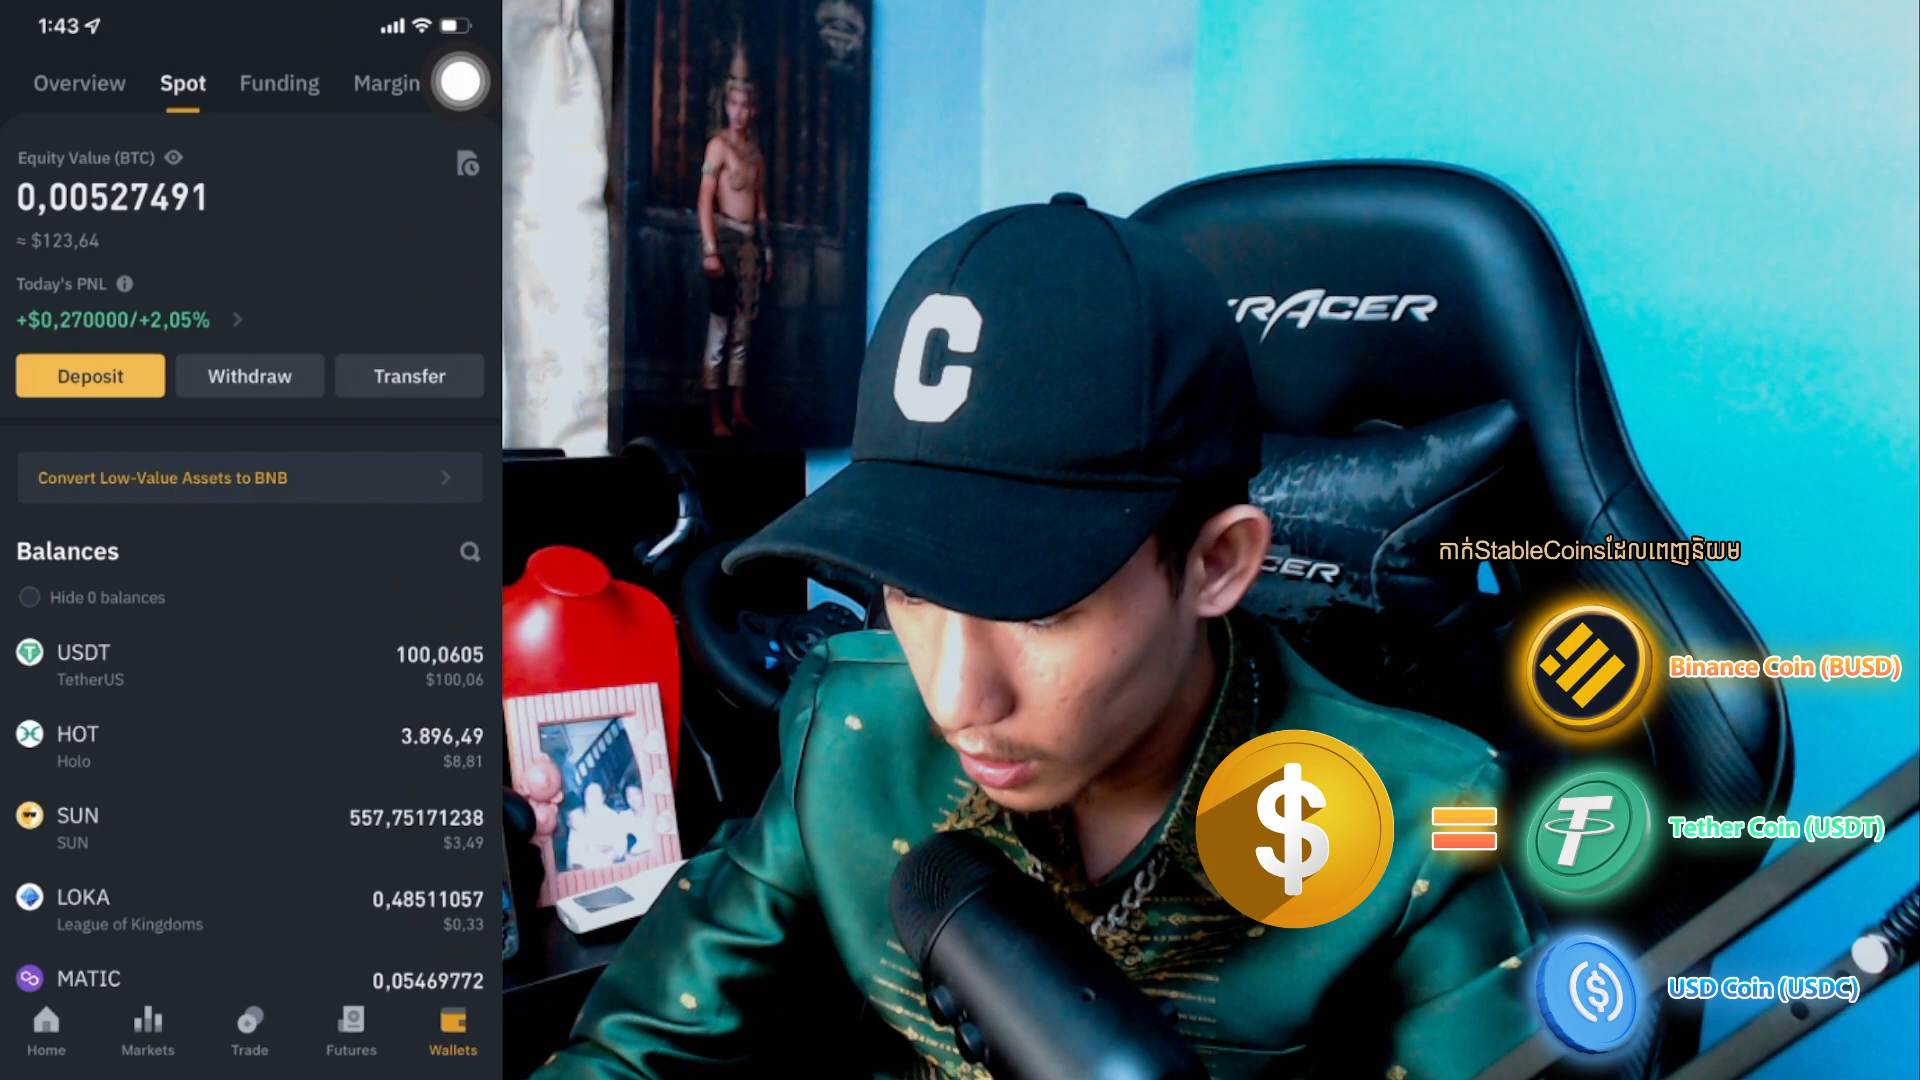 1:43
Overview Spot Funding Margin
Equity Value (BTC)
0,00527491
≈ $123,64
Today's PNL
+$0,270000/+2,05%
Deposit Withdraw Transfer
Convert Low-Value Assets to BNB
Balances
Hide 0 balances
USDT 100,0605
TetherUS $100,06
HOT 3.896,49
Holo $8,81
SUN 557,75171238
SUN $3,49
LOKA 0,48511057
League of Kingdoms $0,33
MATIC 0,05469772
Home Markets Trade Futures Wallets
C
TRACER
CER
កាក់StableCoinsដែលពេញនិយម
Binance Coin (BUSD)
$
Tether Coin (USDT)
USD Coin (USDC)